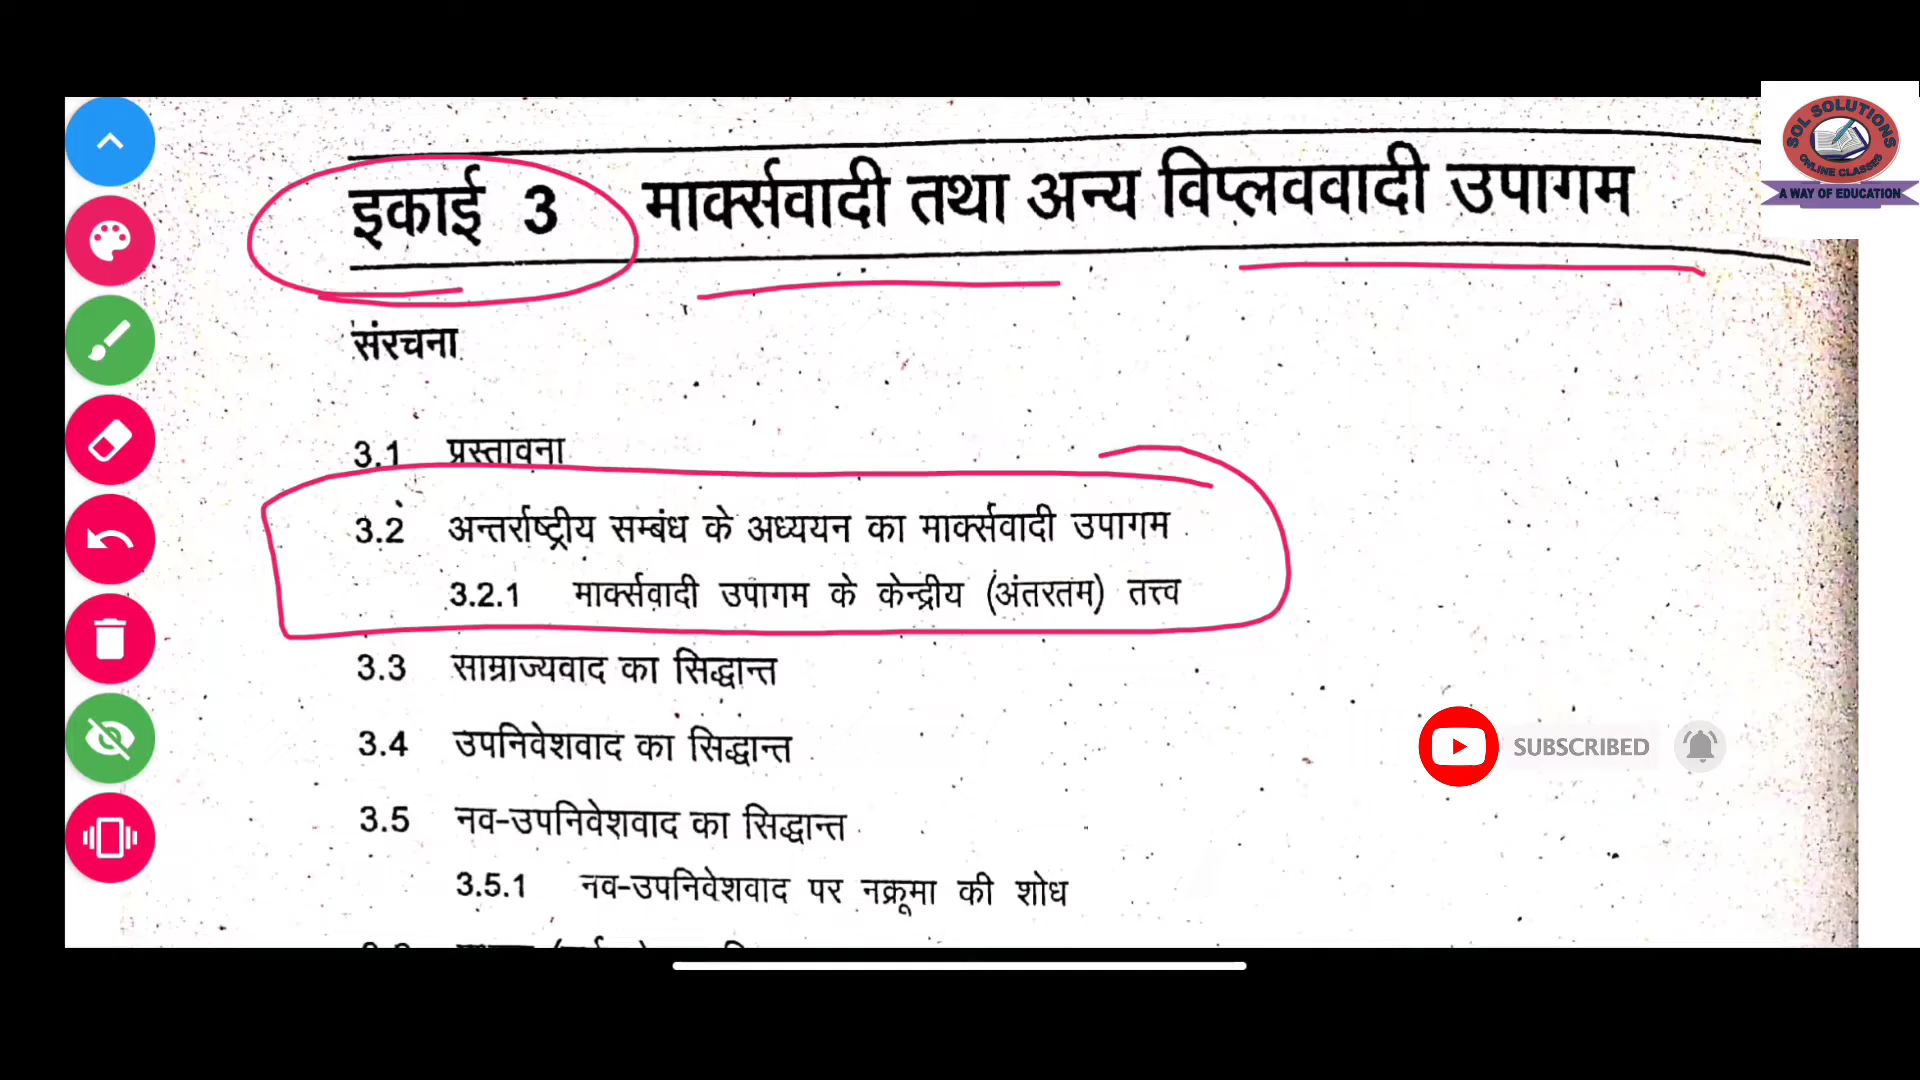 इकाई 3 मार्क्सवादी तथा अन्य विप्लववादी उपागम
SOL SOLUTIONS
ONLINE CLASSES
A WAY OF EDUCATION
संरचना
3.1 प्रस्तावना
3.2 अन्तर्राष्ट्रीय सम्बंध के अध्ययन का मार्क्सवादी उपागम
3.2.1 मार्क्सवादी उपागम के केन्द्रीय (अंतरतम) तत्त्व
3.3 साम्राज्यवाद का सिद्धान्त
3.4 उपनिवेशवाद का सिद्धान्त
SUBSCRIBED
3.5 नव-उपनिवेशवाद का सिद्धान्त
3.5.1 नव-उपनिवेशवाद पर नक्रूमा की शोध